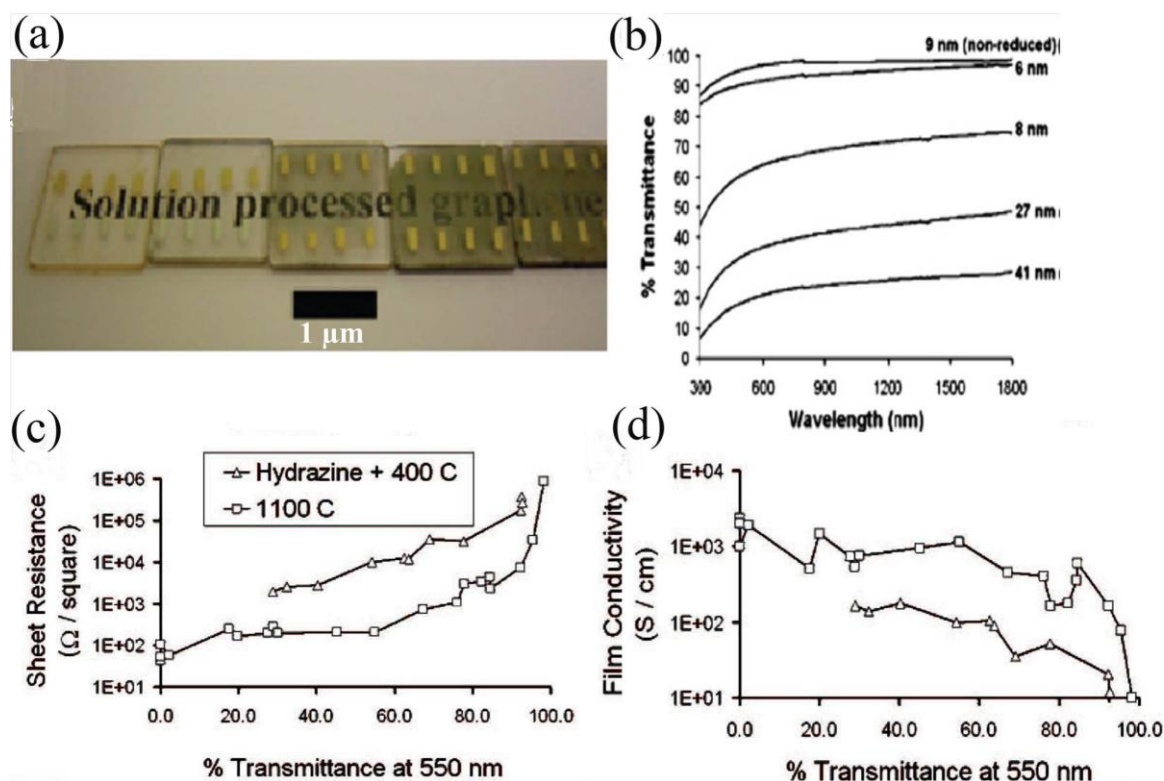 (a)
Solution processed graphene
1 μm
(b)
% Transmittance
100
90
80
70
60
50
40
30
20
10
0
300
600
900
1200
1500
1800
Wavelength (nm)
9 nm (non-reduced)(
6 nm
8 nm
27 nm
41 nm
(c)
Sheet Resistance
(Ω / square)
1E+06
1E+05
1E+04
1E+03
1E+02
1E+01
Hydrazine + 400 C
1100 C
0.0
20.0
40.0
60.0
80.0
100.0
% Transmittance at 550 nm
(d)
Film Conductivity
(S / cm)
1E+04
1E+03
1E+02
1E+01
0.0
20.0
40.0
60.0
80.0
100.0
% Transmittance at 550 nm